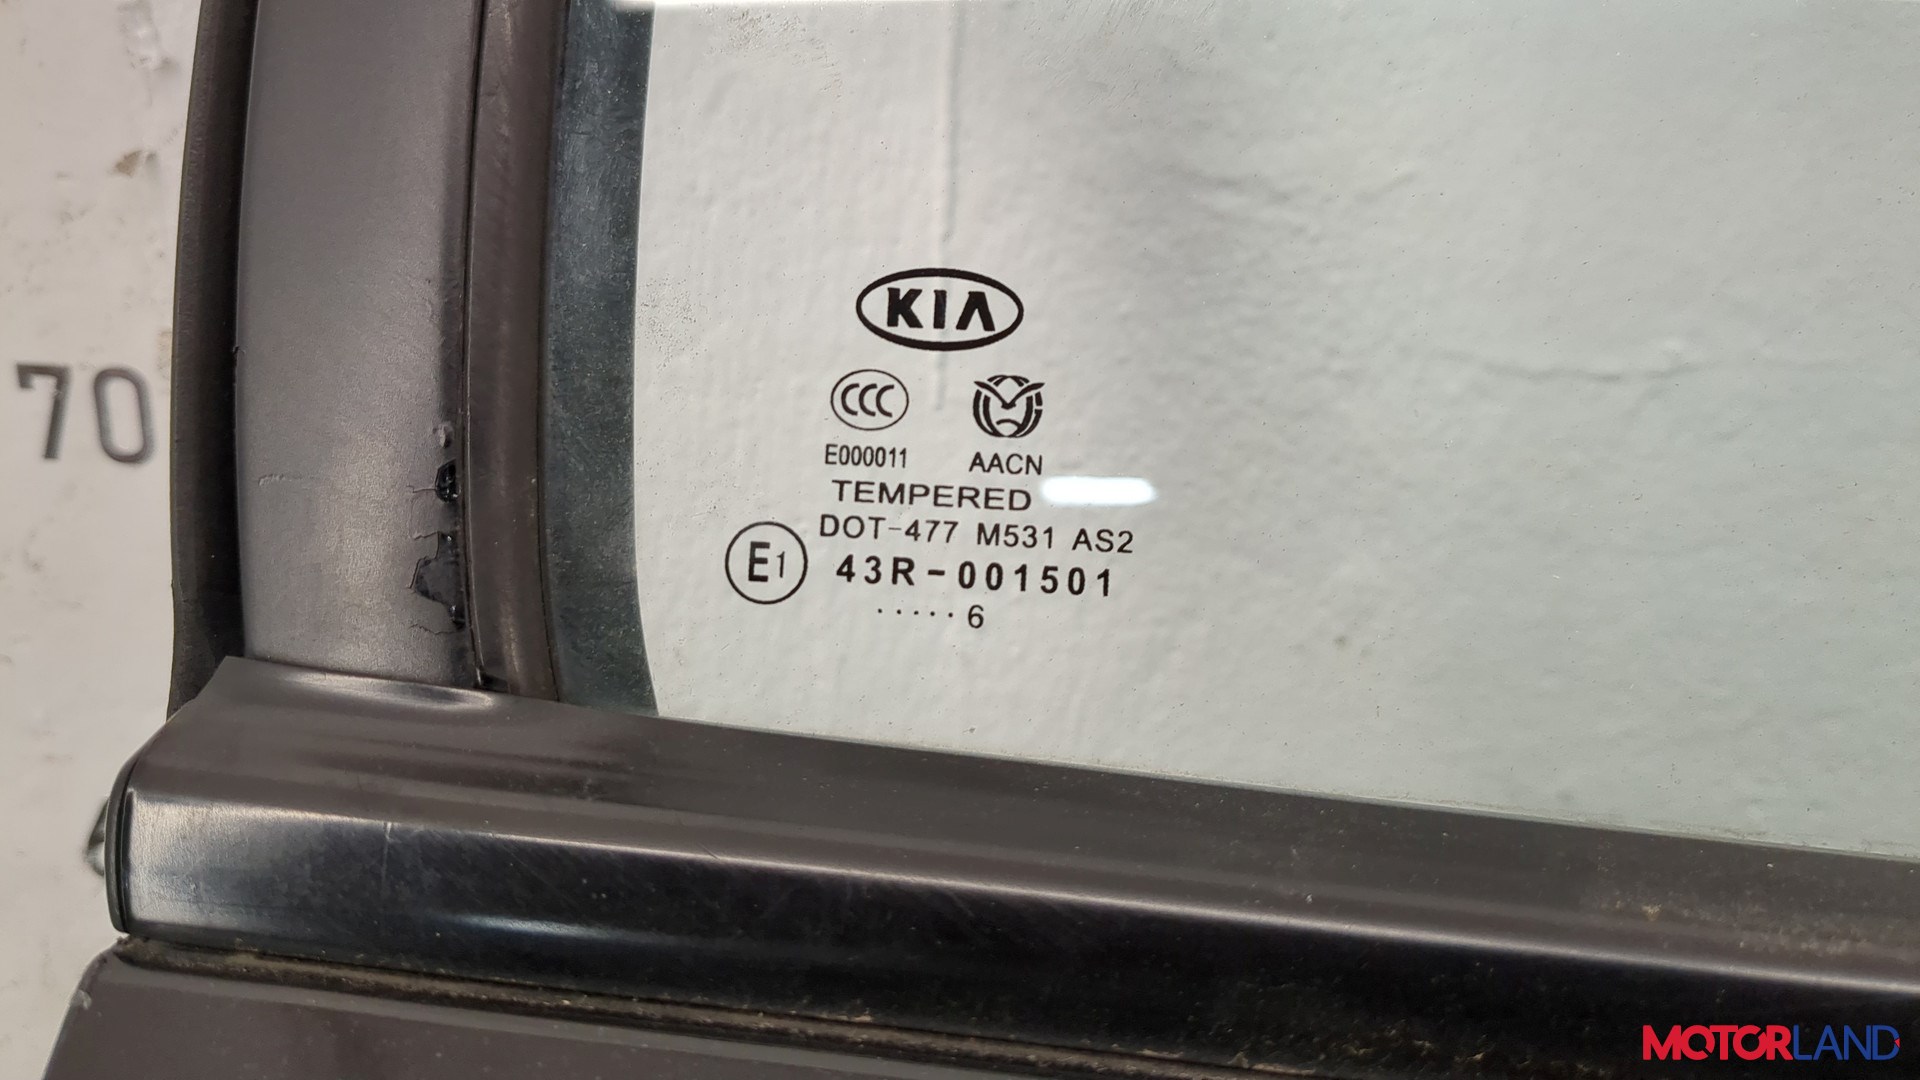 70
KIA
CCC
E000011 AACN
TEMPERED
DOT-477 M531 AS2
E1 43R-001501
.....6
MOTORLAND